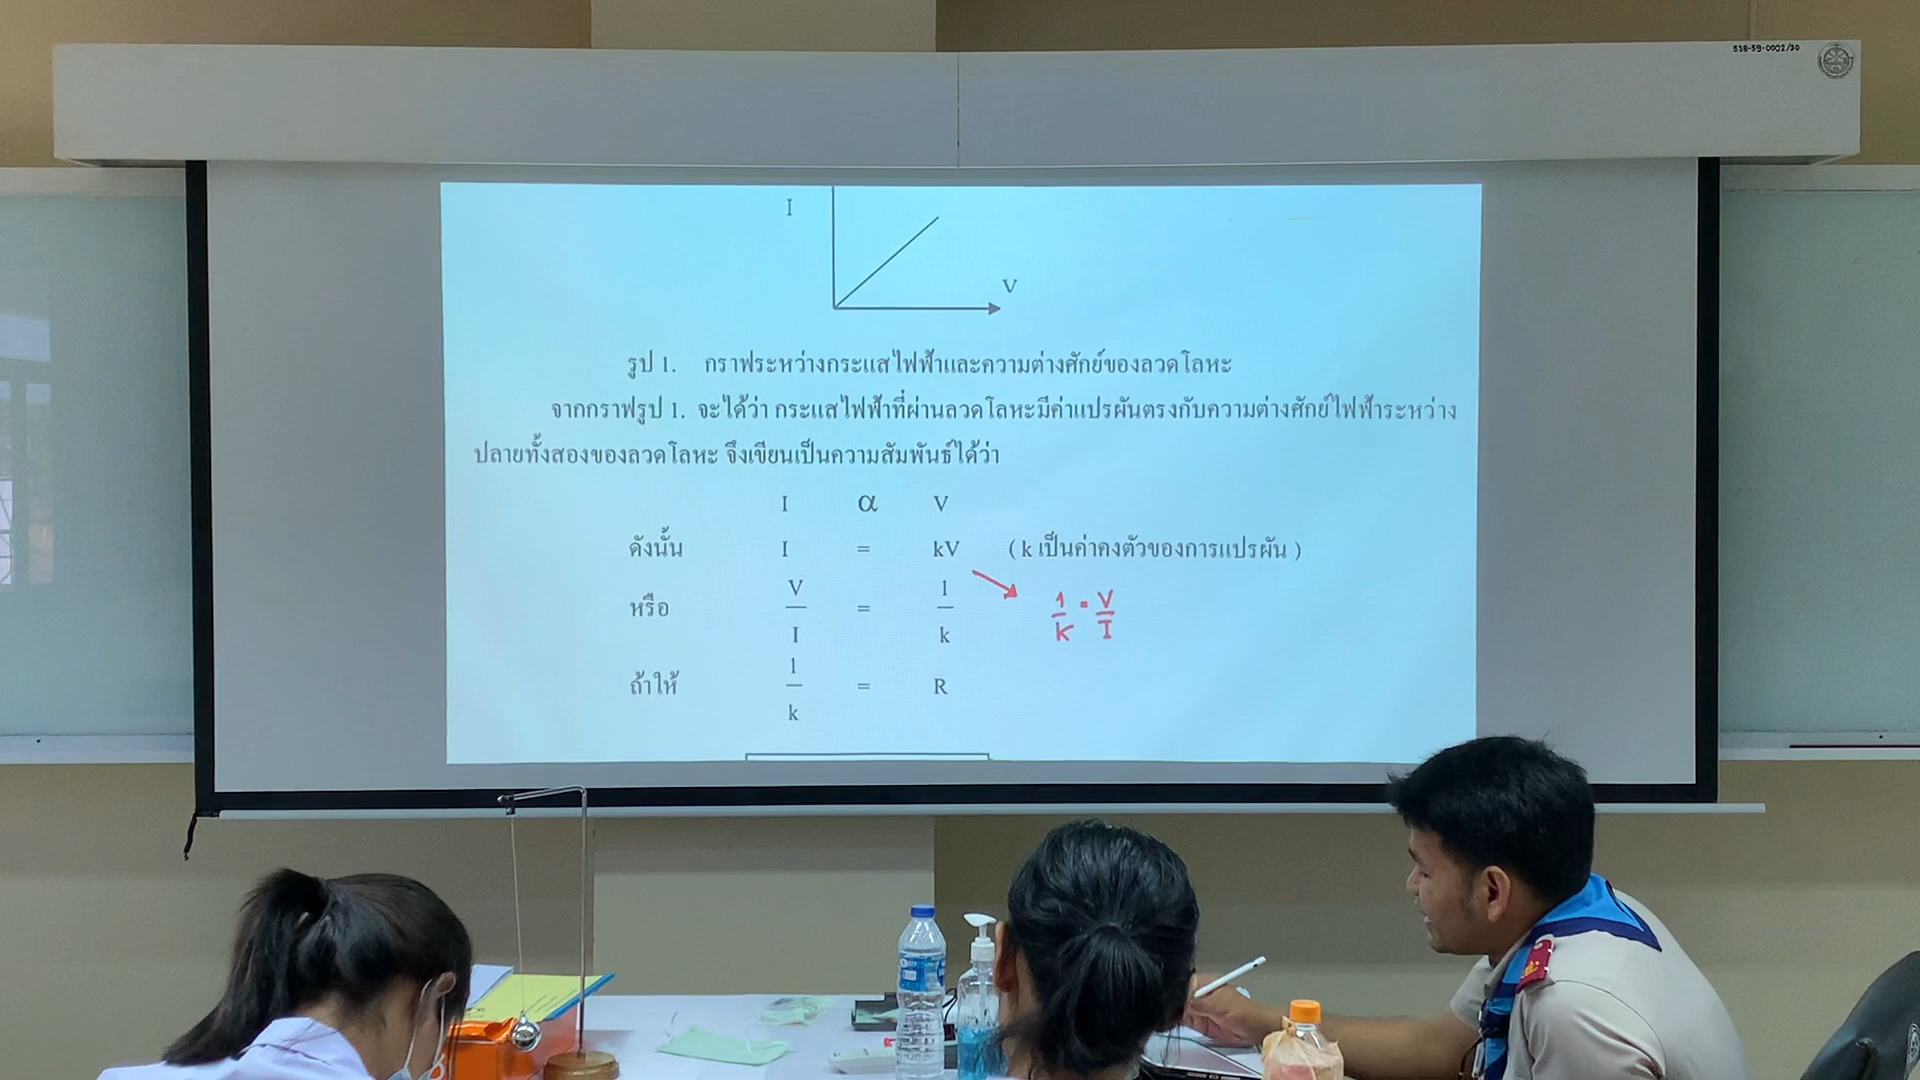 538-59-0002/30
I
V
รูป 1. กราฟระหว่างกระแสไฟฟ้าและความต่างศักย์ของลวดโลหะ
จากกราฟรูป 1. จะได้ว่า กระแสไฟฟ้าที่ผ่านลวดโลหะมีค่าแปรผันตรงกับความต่างศักย์ไฟฟ้าระหว่าง
ปลายทั้งสองของลวดโลหะ จึงเขียนเป็นความสัมพันธ์ได้ว่า
I α V
ดังนั้น I = kV ( k เป็นค่าคงตัวของการแปรผัน )
หรือ V/I = 1/k
1/k = V/I
ถ้าให้ 1/k = R